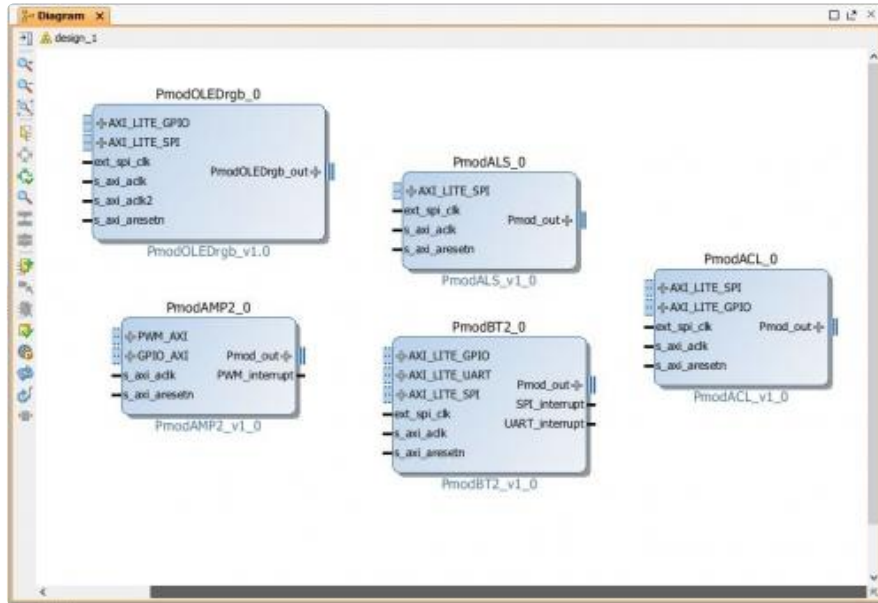 Diagram
design_1
PmodOLEDrgb_0
AXI_LITE_GPIO
AXI_LITE_SPI
ext_spi_clk
s_axi_aclk
s_axi_aclk2
s_axi_aresetn
PmodOLEDrgb_out
PmodOLEDrgb_v1.0
PmodALS_0
AXI_LITE_SPI
ext_spi_clk
s_axi_aclk
s_axi_aresetn
Pmod_out
PmodALS_v1_0
PmodACL_0
AXI_LITE_SPI
AXI_LITE_GPIO
ext_spi_clk
s_axi_aclk
s_axi_aresetn
Pmod_out
PmodACL_v1_0
PmodAMP2_0
PWM_AXI
GPIO_AXI
s_axi_aclk
s_axi_aresetn
Pmod_out
PWM_interrupt
PmodAMP2_v1_0
PmodBT2_0
AXI_LITE_GPIO
AXI_LITE_UART
AXI_LITE_SPI
ext_spi_clk
s_axi_aclk
s_axi_aresetn
Pmod_out
SPI_interrupt
UART_interrupt
PmodBT2_v1_0